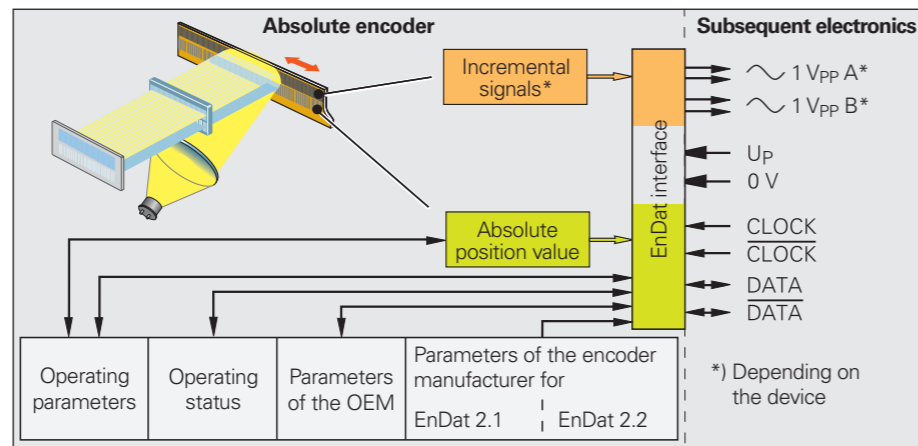 Absolute encoder
Subsequent electronics
Incremental
signals*
1 VPP A*
1 VPP B*
UP
0 V
EnDat interface
Absolute
position value
CLOCK
CLOCK
DATA
DATA
Operating
parameters
Operating
status
Parameters
of the OEM
Parameters of the encoder
manufacturer for
EnDat 2.1
EnDat 2.2
*) Depending on
the device